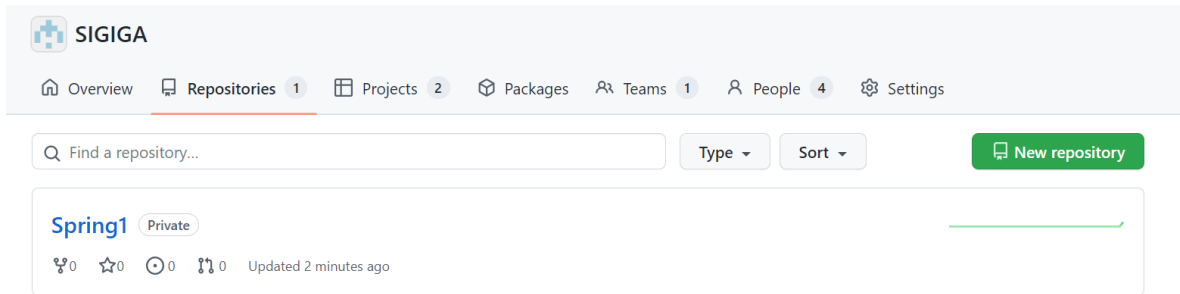 SIGIGA
Overview Repositories 1 Projects 2 Packages Teams 1 People 4 Settings
Find a repository... Type Sort New repository
Spring1 Private
0 0 0 0 Updated 2 minutes ago